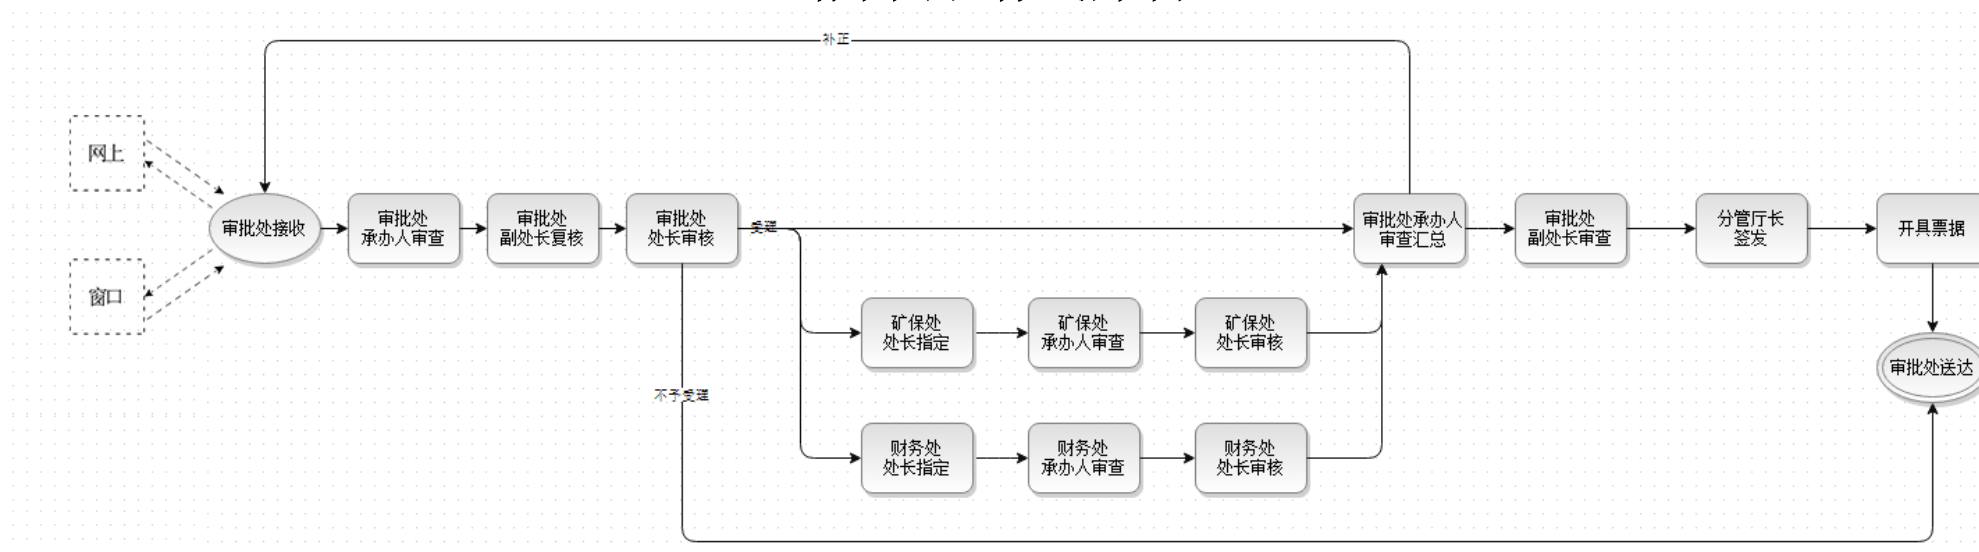 补正
网上
窗口
审批处接收
审批处
承办人审查
审批处
副处长复核
审批处
处长审核
受理
不予受理
矿保处
处长指定
矿保处
承办人审查
矿保处
处长审核
财务处
处长指定
财务处
承办人审查
财务处
处长审核
审批处承办人
审查汇总
审批处
副处长审查
分管厅长
签发
开具票据
审批处送达